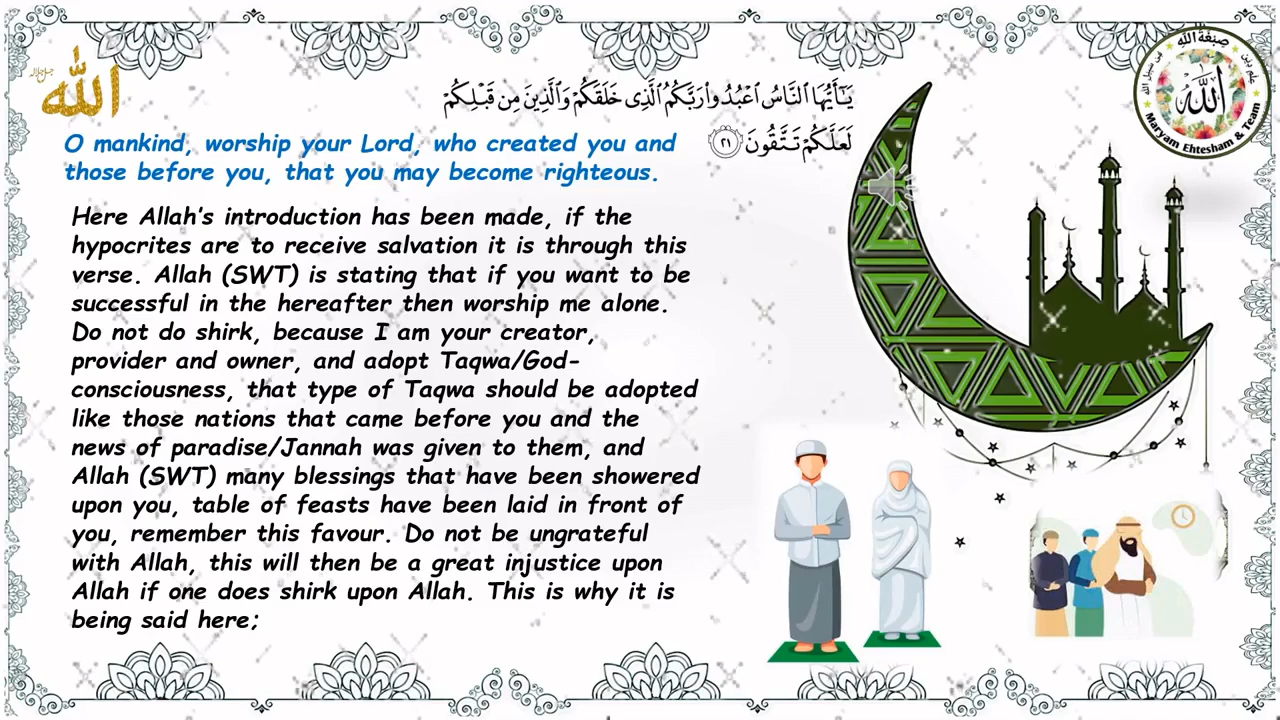 الله
جل جلاله
صبغة الله
الله
Maryam Ehtesham & Team
يَـٰٓأَيُّهَا ٱلنَّاسُ ٱعْبُدُوا۟ رَبَّكُمُ ٱلَّذِى خَلَقَكُمْ وَٱلَّذِينَ مِن قَبْلِكُمْ
لَعَلَّكُمْ تَتَّقُونَ ٢١
O mankind, worship your Lord, who created you and
those before you, that you may become righteous.
Here Allah's introduction has been made, if the
hypocrites are to receive salvation it is through this
verse. Allah (SWT) is stating that if you want to be
successful in the hereafter then worship me alone.
Do not do shirk, because I am your creator,
provider and owner, and adopt Taqwa/God-
consciousness, that type of Taqwa should be adopted
like those nations that came before you and the
news of paradise/Jannah was given to them, and
Allah (SWT) many blessings that have been showered
upon you, table of feasts have been laid in front of
you, remember this favour. Do not be ungrateful
with Allah, this will then be a great injustice upon
Allah if one does shirk upon Allah. This is why it is
being said here;